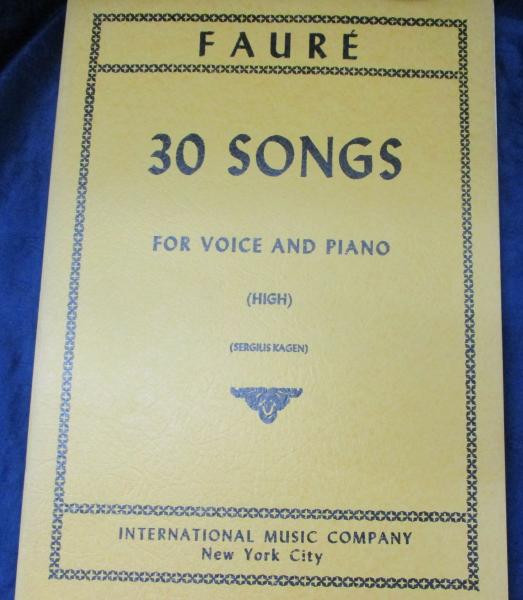 FAURÉ
30 SONGS
FOR VOICE AND PIANO
(HIGH)
(SERGIUS KAGEN)
INTERNATIONAL MUSIC COMPANY
New York City